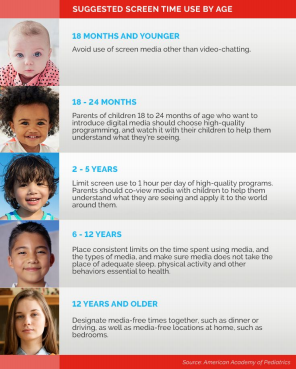 SUGGESTED SCREEN TIME USE BY AGE
18 MONTHS AND YOUNGER
Avoid use of screen media other than video-chatting.
18 - 24 MONTHS
Parents of children 18 to 24 months of age who want to
introduce digital media should choose high-quality
programming, and watch it with their children to help them
understand what they're seeing.
2 - 5 YEARS
Limit screen use to 1 hour per day of high-quality programs.
Parents should co-view media with children to help them
understand what they are seeing and apply it to the world
around them.
6 - 12 YEARS
Place consistent limits on the time spent using media, and
the types of media, and make sure media does not take the
place of adequate sleep, physical activity and other
behaviors essential to health.
12 YEARS AND OLDER
Designate media-free times together, such as dinner or
driving, as well as media-free locations at home, such as
bedrooms.
Source: American Academy of Pediatrics